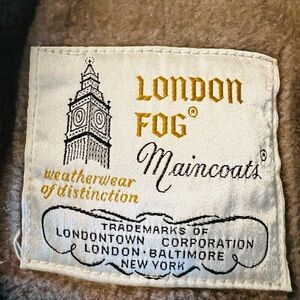 LONDON
FOG®
Maincoats®
weatherwear
of distinction
TRADEMARKS OF
LONDONTOWN CORPORATION
LONDON · BALTIMORE
NEW YORK